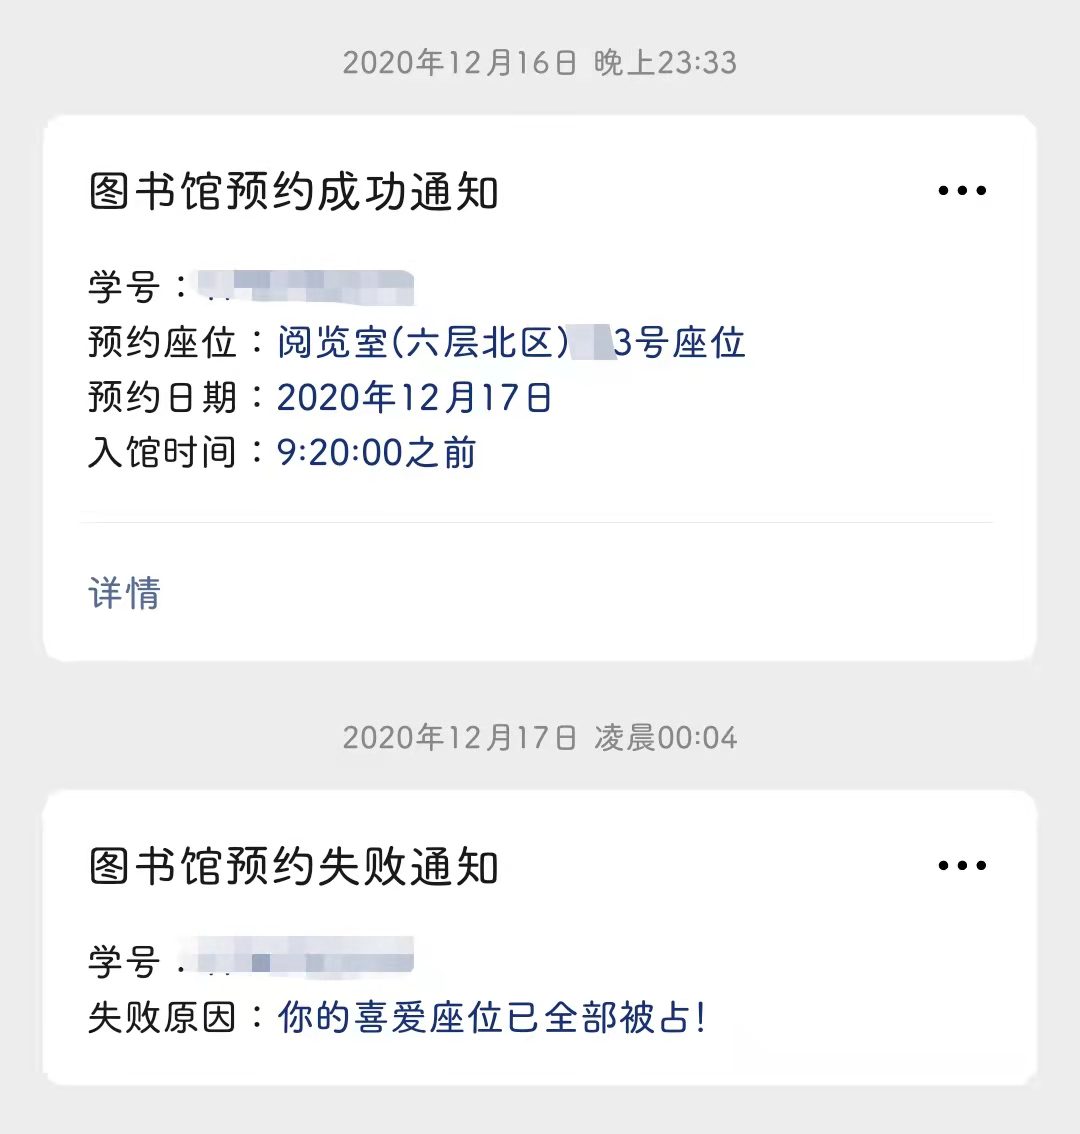 2020年12月16日 晚上23:33
图书馆预约成功通知
学号：
预约座位：阅览室(六层北区) 3号座位
预约日期：2020年12月17日
入馆时间：9:20:00之前
详情
2020年12月17日 凌晨00:04
图书馆预约失败通知
学号：
失败原因：你的喜爱座位已全部被占!